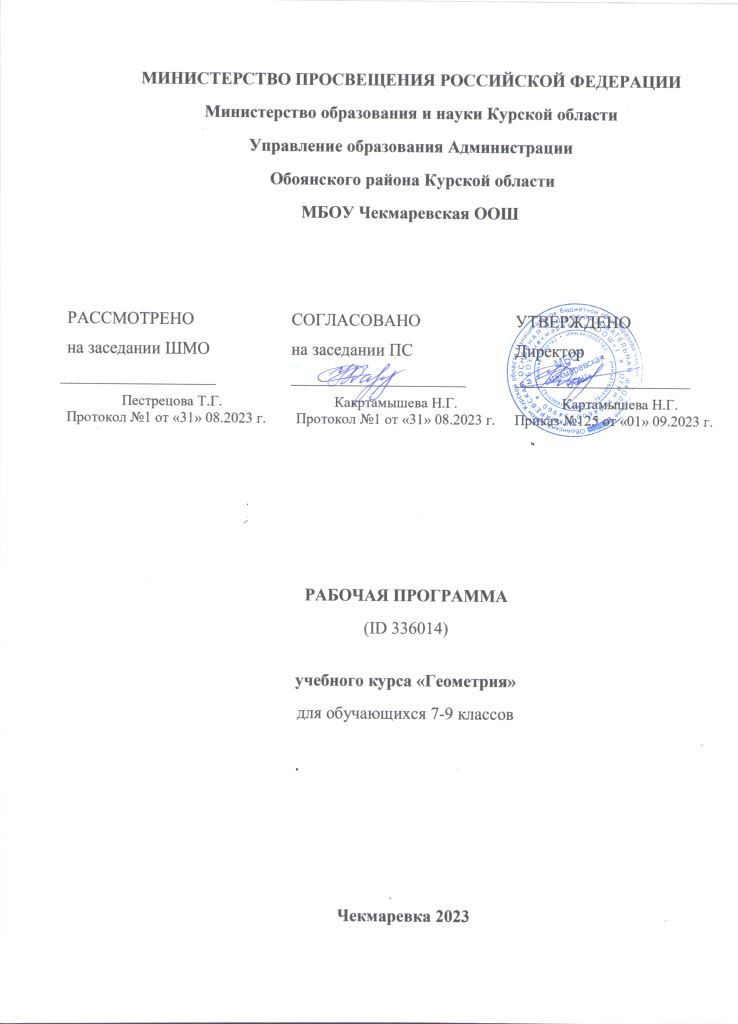 МИНИСТЕРСТВО ПРОСВЕЩЕНИЯ РОССИЙСКОЙ ФЕДЕРАЦИИ
Министерство образования и науки Курской области
Управление образования Администрации
Обоянского района Курской области
МБОУ Чекмаревская ООШ
РАССМОТРЕНО
на заседании ШМО
Пестрецова Т.Г.
Протокол №1 от «31» 08.2023 г.
СОГЛАСОВАНО
на заседании ПС
Какртамышева Н.Г.
Протокол №1 от «31» 08.2023 г.
УТВЕРЖДЕНО
Директор
Картамышева Н.Г.
Приказ №125 от «01» 09.2023 г.
РАБОЧАЯ ПРОГРАММА
(ID 336014)
учебного курса «Геометрия»
для обучающихся 7-9 классов
Чекмаревка 2023